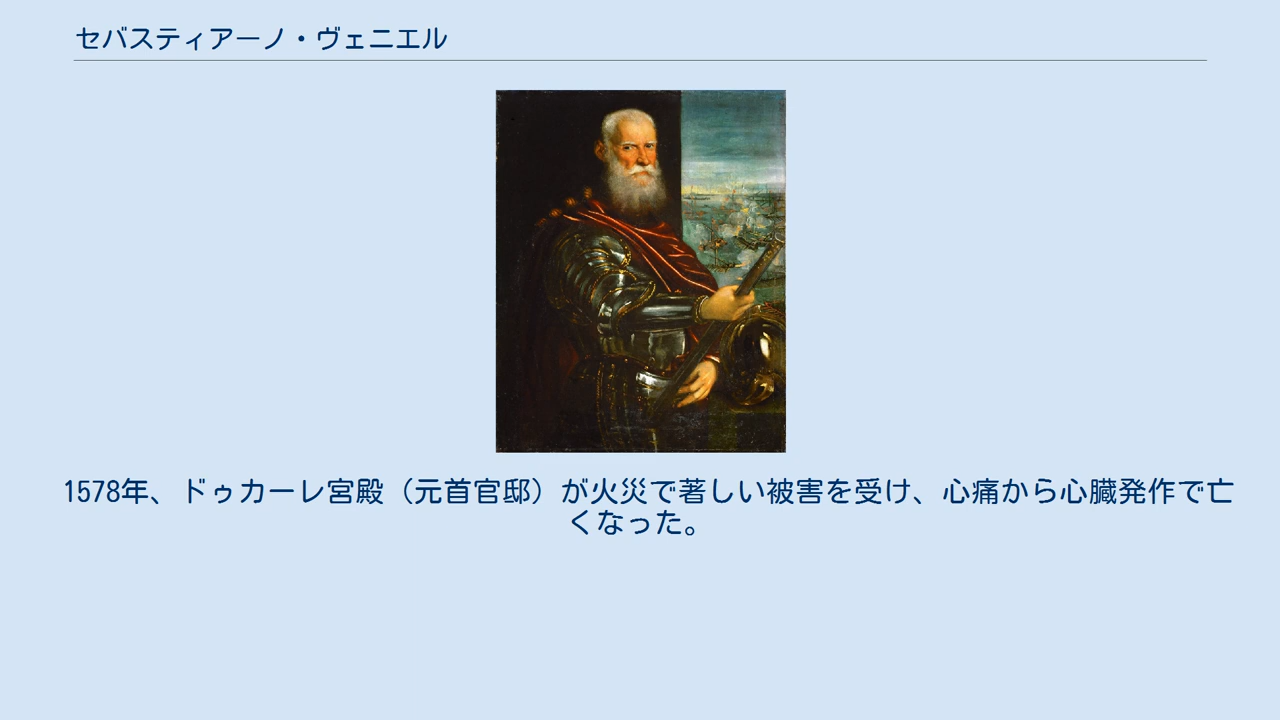 セバスティアーノ・ヴェニエル
1578年、ドゥカーレ宮殿（元首官邸）が火災で著しい被害を受け、心痛から心臓発作で亡
くなった。